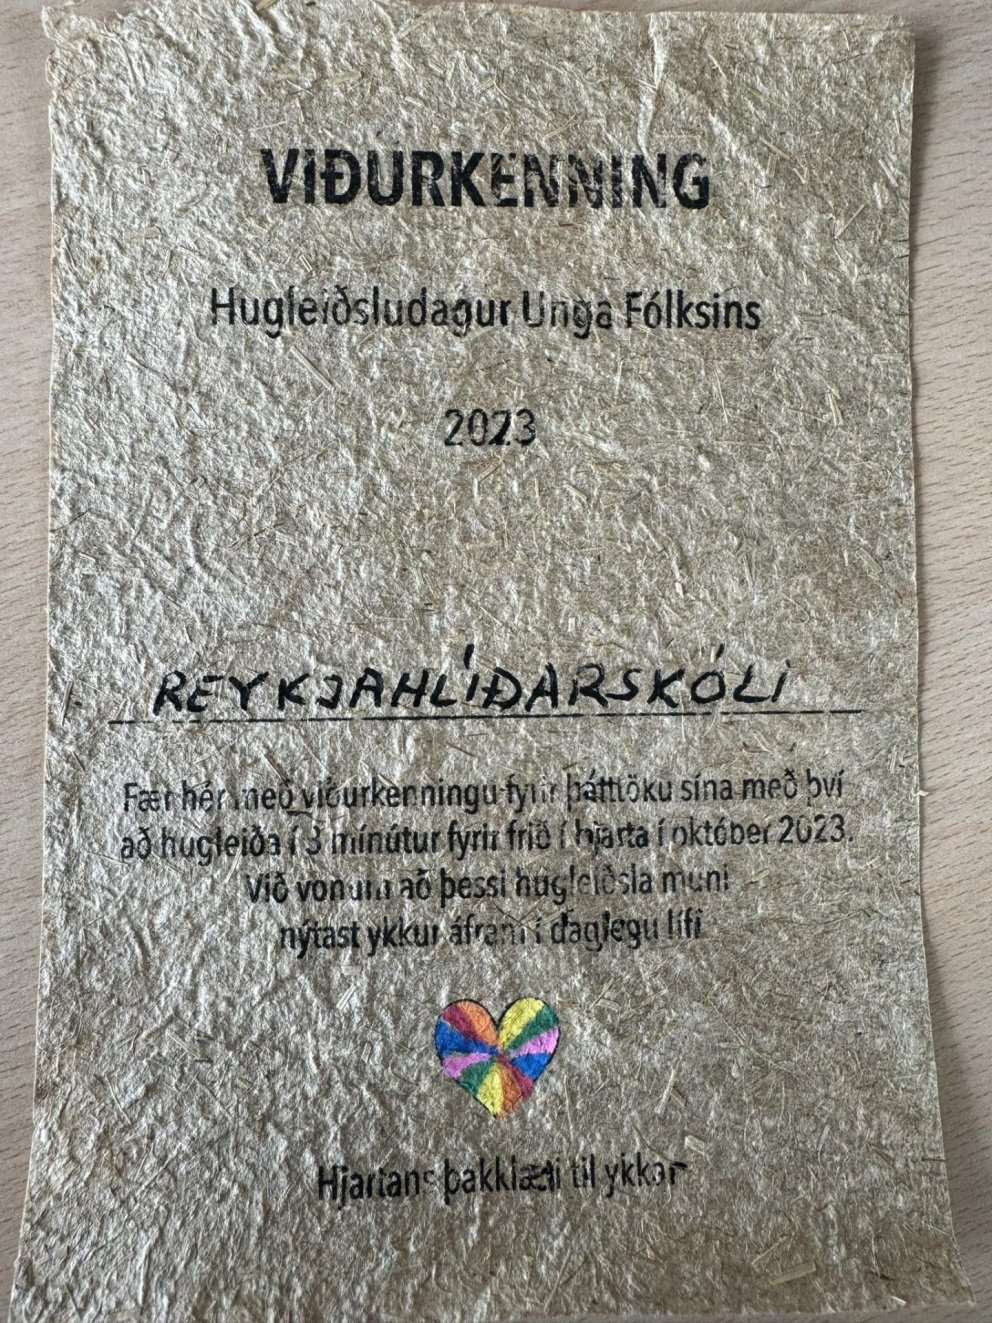 VIÐURKENNING
Hugleiðsludagur Unga Fólksins
2023
REYKJAHLÍÐARSKÓLI
Fær hér með viðurkenningu fyrir þátttöku sína með því
að hugleiða í 3 mínútur fyrir frið í hjarta í október 2023.
Við vonum að þessi hugleiðsla muni
nýtast ykkur áfram í daglegu lífi
Hjartans þakklæti til ykkar